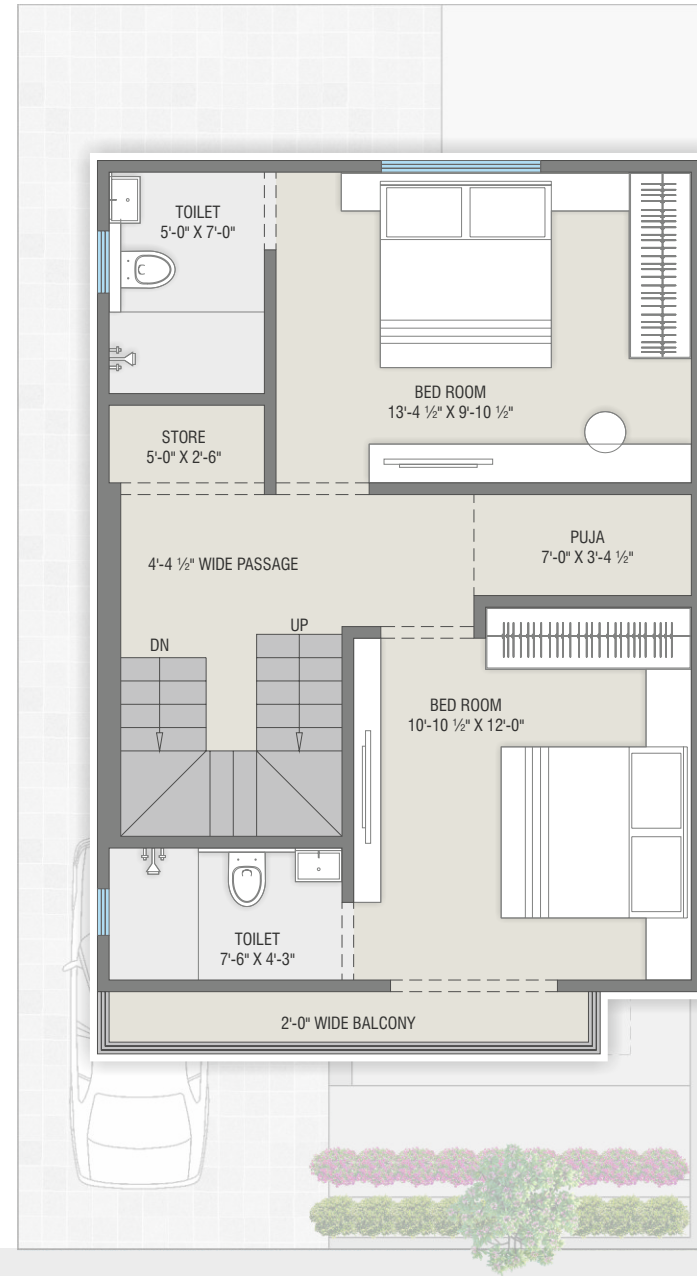 TOILET
5'-0" X 7'-0"
BED ROOM
13'-4 ½" X 9'-10 ½"
STORE
5'-0" X 2'-6"
PUJA
7'-0" X 3'-4 ½"
4'-4 ½" WIDE PASSAGE
UP
DN
BED ROOM
10'-10 ½" X 12'-0"
TOILET
7'-6" X 4'-3"
2'-0" WIDE BALCONY